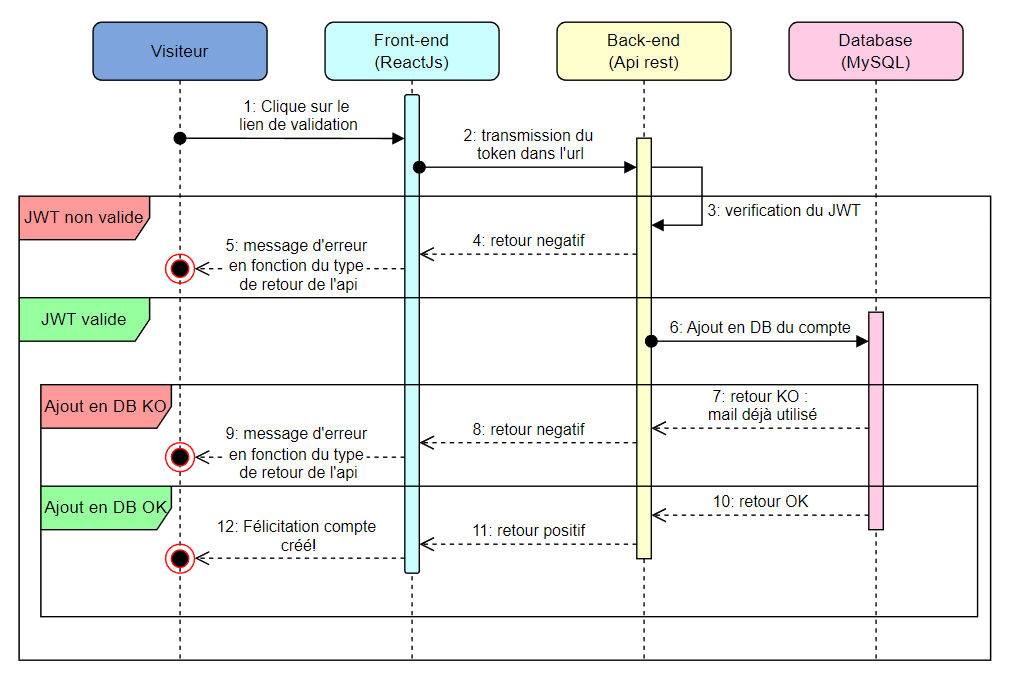 Visiteur
Front-end
(ReactJs)
Back-end
(Api rest)
Database
(MySQL)
1: Clique sur le
lien de validation
2: transmission du
token dans l'url
JWT non valide
3: verification du JWT
4: retour negatif
5: message d'erreur
en fonction du type
de retour de l'api
JWT valide
6: Ajout en DB du compte
Ajout en DB KO
7: retour KO :
mail déjà utilisé
8: retour negatif
9: message d'erreur
en fonction du type
de retour de l'api
Ajout en DB OK
10: retour OK
11: retour positif
12: Félicitation compte
créé!